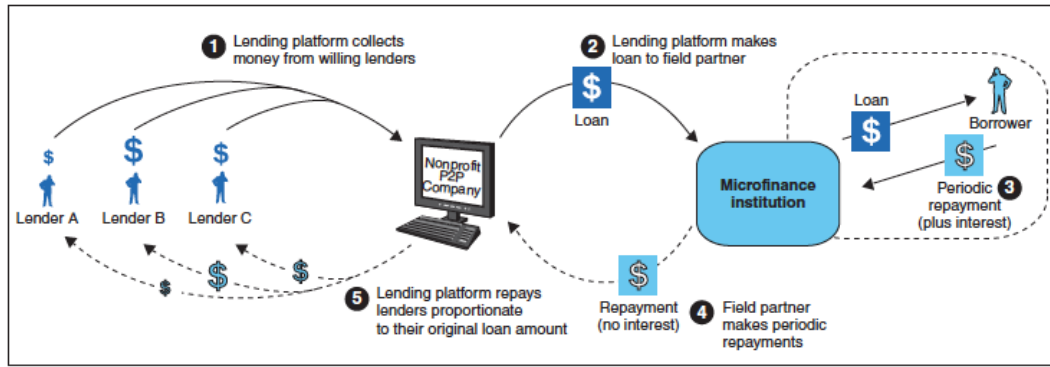 1 Lending platform collects
money from willing lenders
2 Lending platform makes
loan to field partner
$
Loan
Loan
$
Borrower
$
$
$
Lender A
Lender B
Lender C
Nonprofit
P2P
Company
Microfinance
institution
$
Periodic 3
repayment
(plus interest)
$
$
$
5 Lending platform repays
lenders proportionate
to their original loan amount
$
Repayment
(no interest)
4 Field partner
makes periodic
repayments